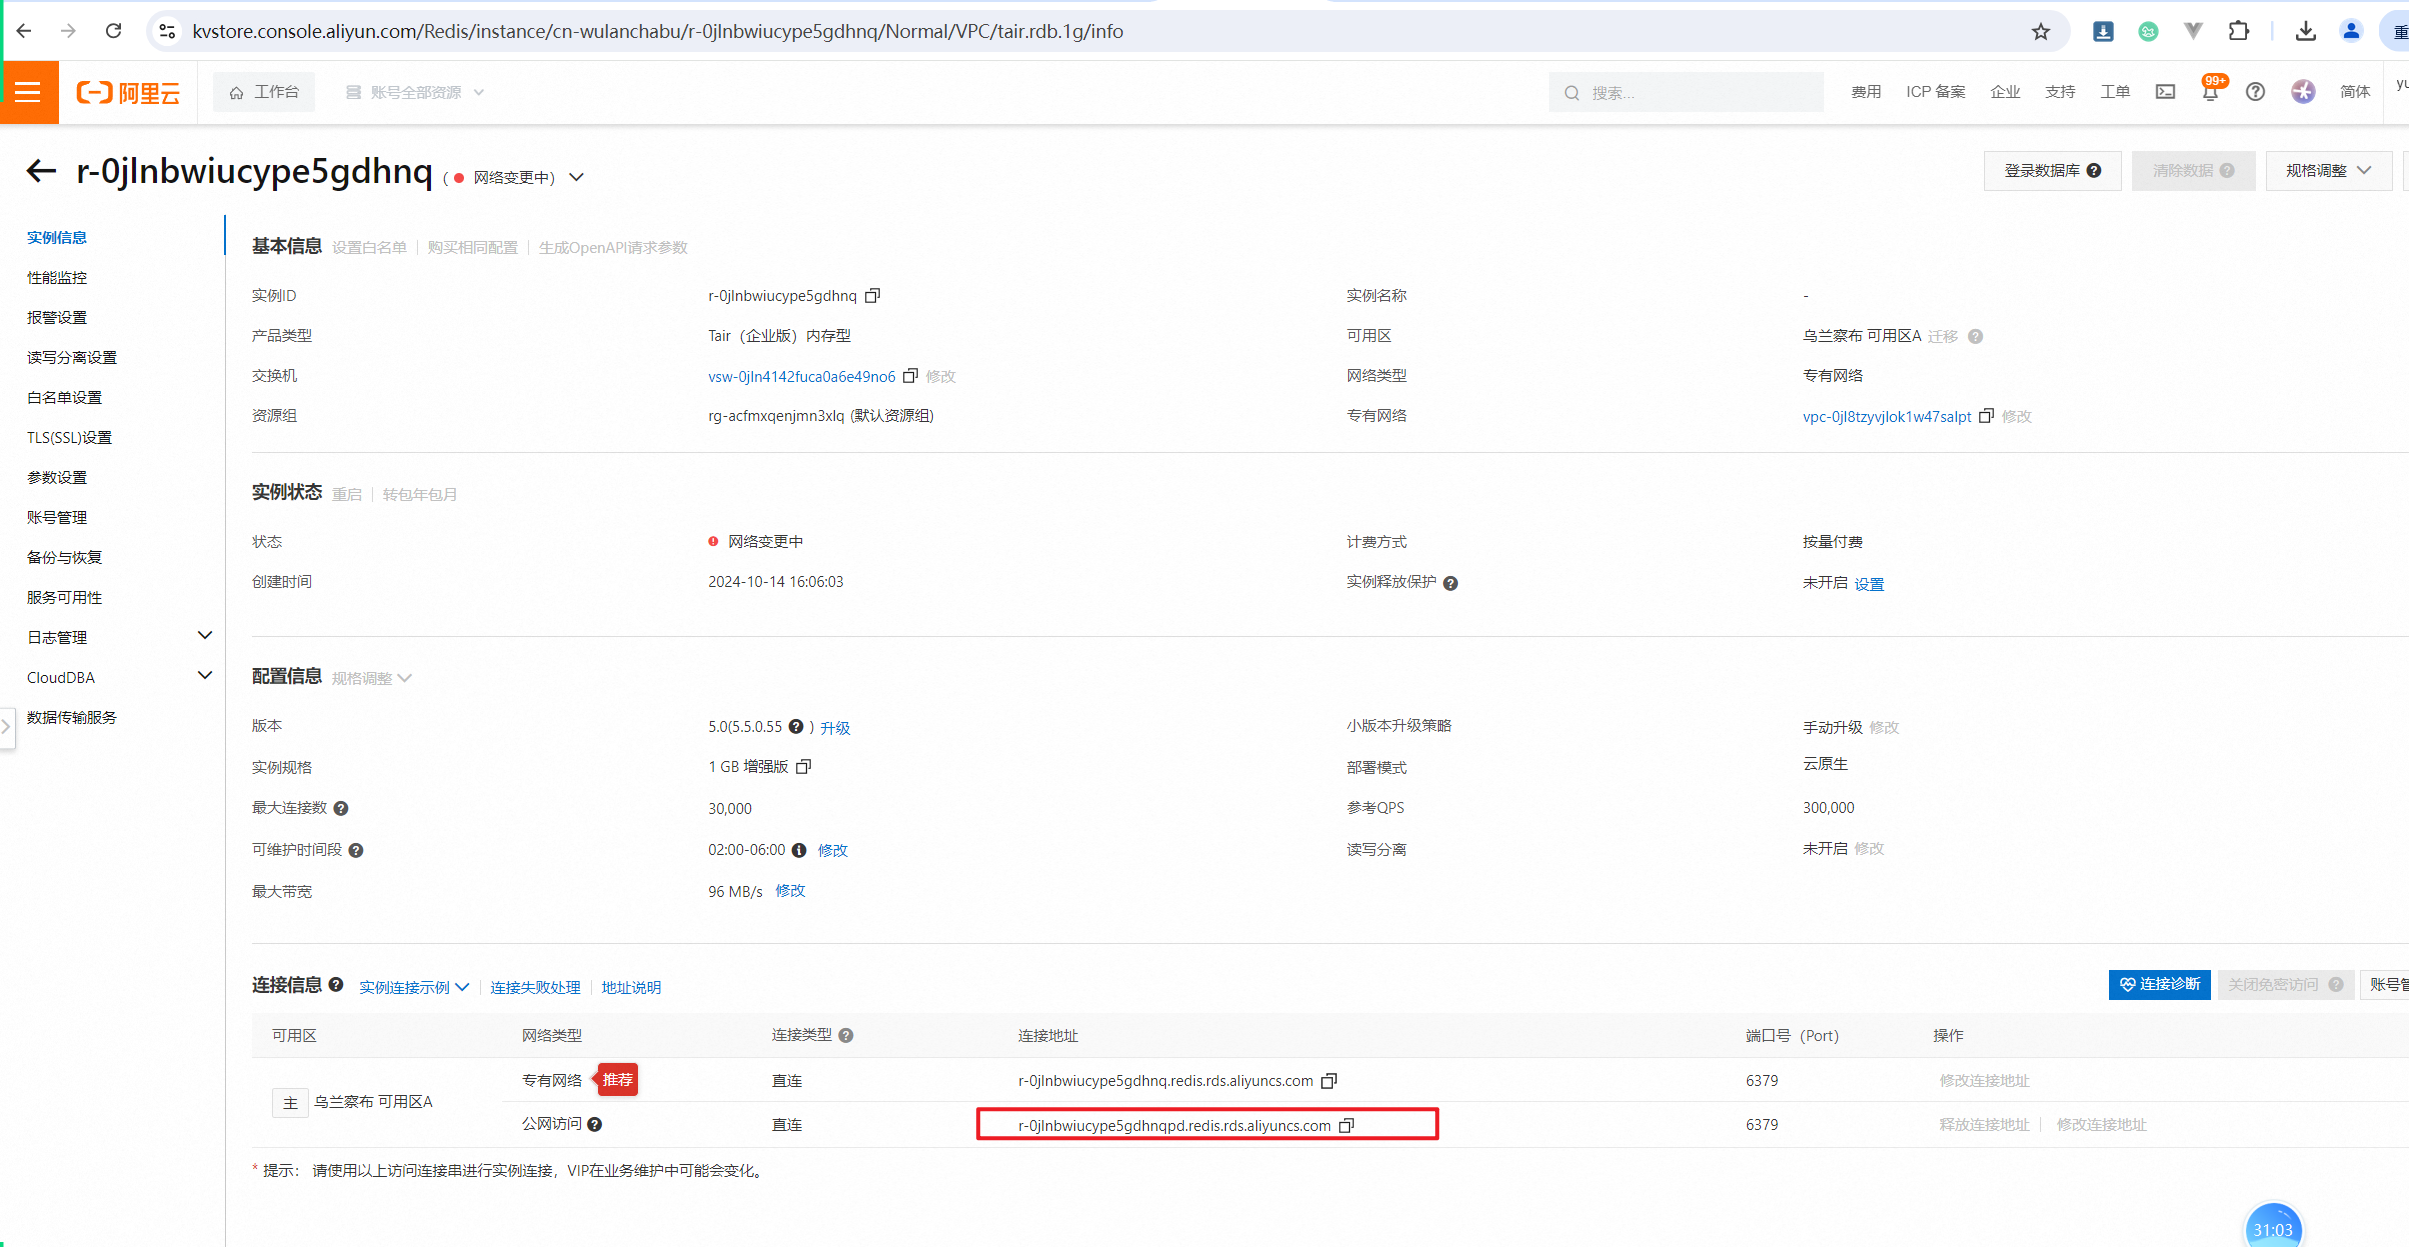 kvstore.console.aliyun.com/Redis/instance/cn-wulanchabu/r-0jlnbwiucype5gdhnq/Normal/VPC/tair.rdb.1g/info
重
阿里云 工作台 账号全部资源 搜索... 费用 ICP 备案 企业 支持 工单 99+ 简体 yu
r-0jlnbwiucype5gdhnq ( 网络变更中) 登录数据库 清除数据 规格调整
实例信息
性能监控
报警设置
读写分离设置
白名单设置
TLS(SSL)设置
参数设置
账号管理
备份与恢复
服务可用性
日志管理
CloudDBA
数据传输服务
基本信息 设置白名单 购买相同配置 生成OpenAPI请求参数
实例ID r-0jlnbwiucype5gdhnq 实例名称 -
产品类型 Tair（企业版）内存型 可用区 乌兰察布 可用区A 迁移
交换机 vsw-0jln4142fuca0a6e49no6 修改 网络类型 专有网络
资源组 rg-acfmxqenjmn3xlq (默认资源组) 专有网络 vpc-0jl8tzyvjlok1w47salpt 修改
实例状态 重启 转包年包月
状态 网络变更中 计费方式 按量付费
创建时间 2024-10-14 16:06:03 实例释放保护 未开启 设置
配置信息 规格调整
版本 5.0(5.5.0.55 ) 升级 小版本升级策略 手动升级 修改
实例规格 1 GB 增强版 部署模式 云原生
最大连接数 30,000 参考QPS 300,000
可维护时间段 02:00-06:00 修改 读写分离 未开启 修改
最大带宽 96 MB/s 修改
连接信息 实例连接示例 连接失败处理 地址说明 连接诊断 关闭免密访问 账号管
可用区 网络类型 连接类型 连接地址 端口号（Port） 操作
主 乌兰察布 可用区A
专有网络 推荐 直连 r-0jlnbwiucype5gdhnq.redis.rds.aliyuncs.com 6379 修改连接地址
公网访问 直连 r-0jlnbwiucype5gdhnqpd.redis.rds.aliyuncs.com 6379 释放连接地址 修改连接地址
* 提示： 请使用以上访问连接串进行实例连接，VIP在业务维护中可能会变化。
31:03